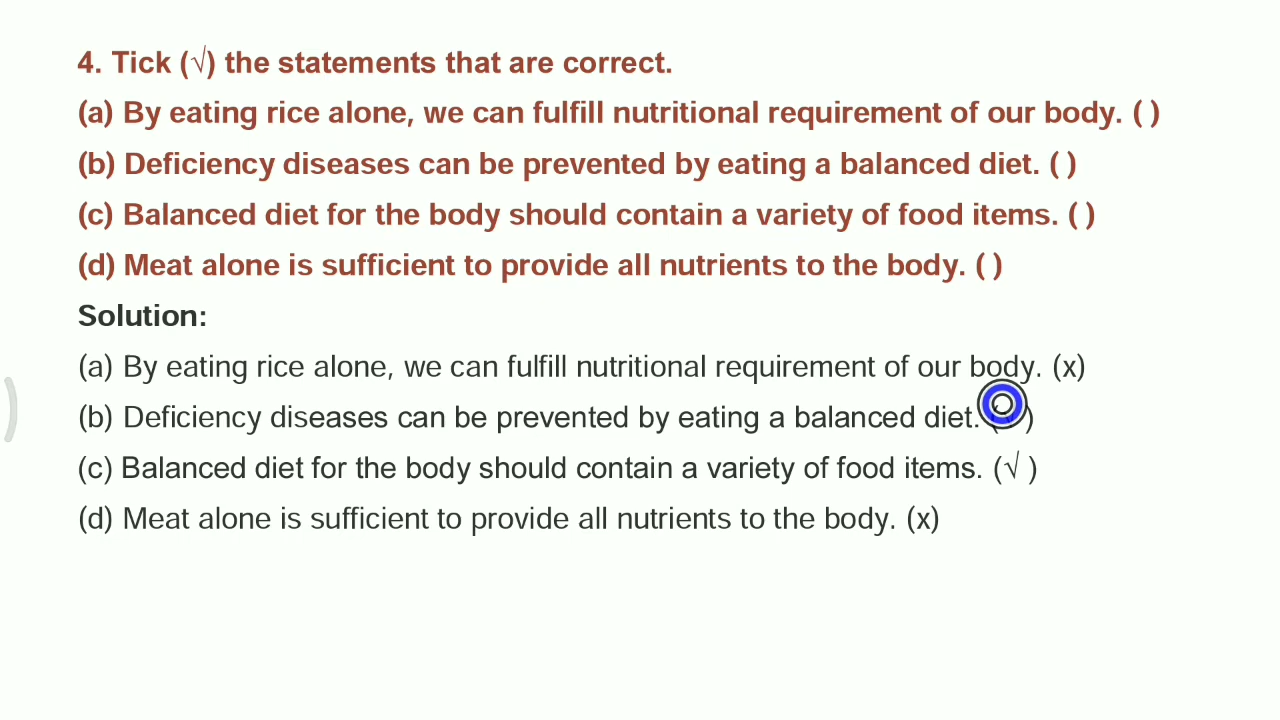 4. Tick (√) the statements that are correct.
(a) By eating rice alone, we can fulfill nutritional requirement of our body. ( )
(b) Deficiency diseases can be prevented by eating a balanced diet. ( )
(c) Balanced diet for the body should contain a variety of food items. ( )
(d) Meat alone is sufficient to provide all nutrients to the body. ( )
Solution:
(a) By eating rice alone, we can fulfill nutritional requirement of our body. (x)
(b) Deficiency diseases can be prevented by eating a balanced diet. ( )
(c) Balanced diet for the body should contain a variety of food items. (√ )
(d) Meat alone is sufficient to provide all nutrients to the body. (x)